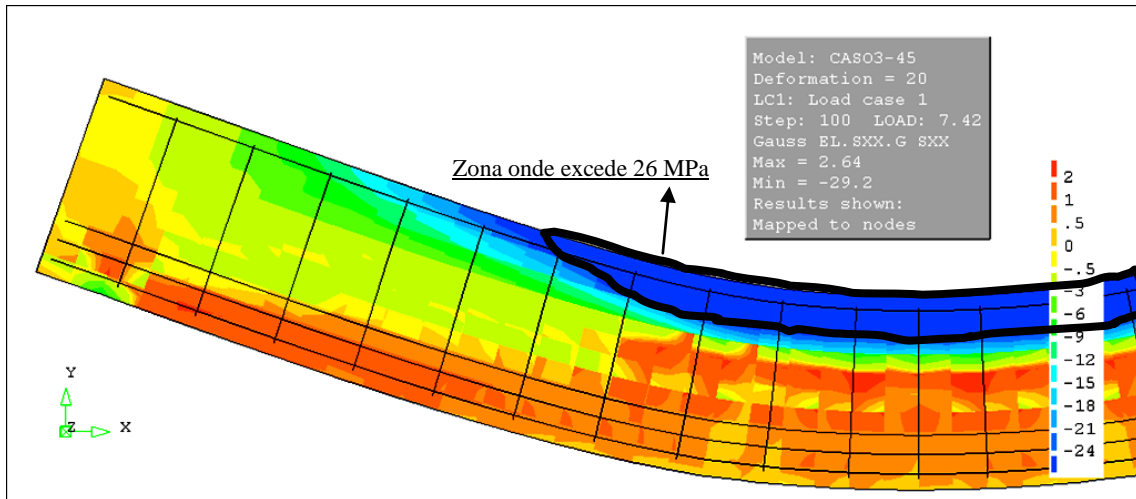 Model: CASO3-45
Deformation = 20
LC1: Load case 1
Step: 100 LOAD: 7.42
Gauss EL.SXX.G SXX
Max = 2.64
Min = -29.2
Results shown:
Mapped to nodes
Zona onde excede 26 MPa
2
1
.5
0
-.5
-3
-6
-9
-12
-15
-18
-21
-24
Y
Z
X